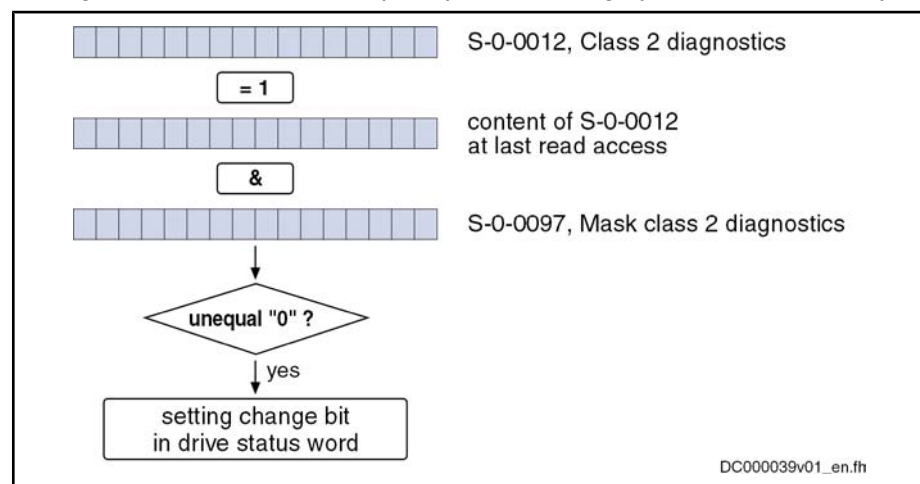 S-0-0012, Class 2 diagnostics
= 1
content of S-0-0012
at last read access
&
S-0-0097, Mask class 2 diagnostics
unequal "0" ?
yes
setting change bit
in drive status word
DC000039v01_en.fh